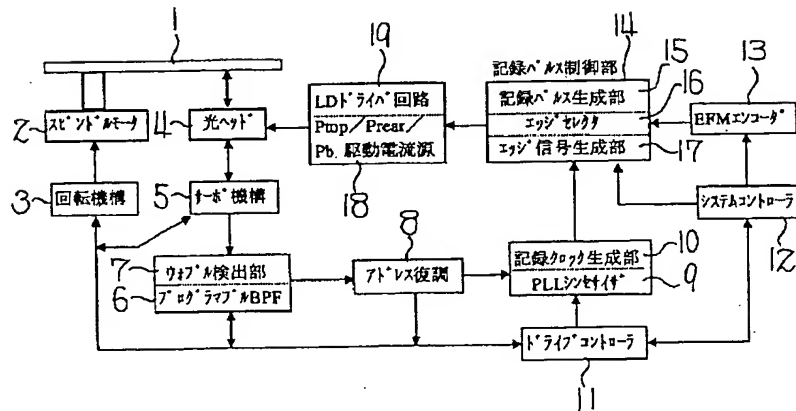 1
19
14
記録パルス制御部
15
16
13
2
スピンドルモータ
4
光ヘッド
LDドライバ回路
Ptop/Prear/
Pb.駆動電流源
18
記録パルス生成部
エッジセレクタ
エッジ信号生成部
17
EFMエンコーダ
3
回転機構
5
サーボ機構
システムコントローラ
12
7
ウォブル検出部
6
プログラマブルBPF
8
アドレス復調
記録クロック生成部
10
PLLシンセサイザ
9
ドライブコントローラ
11